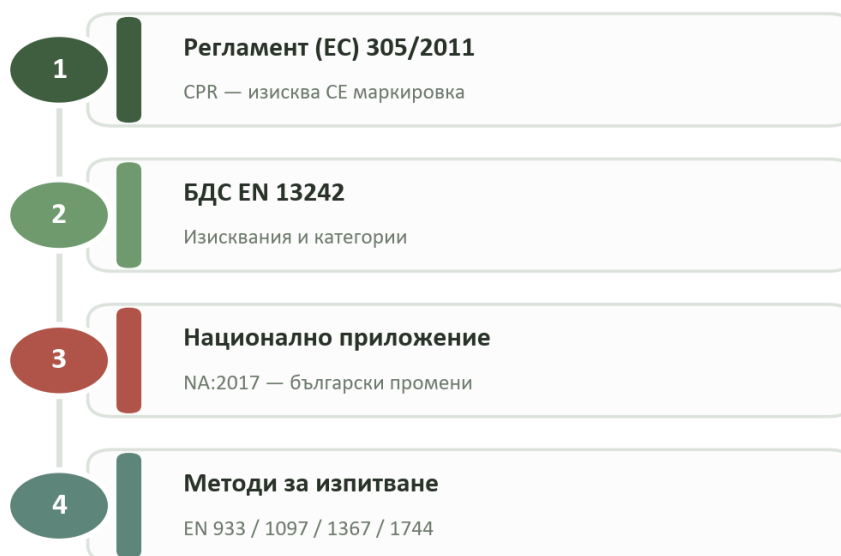 1
Регламент (ЕС) 305/2011
CPR — изисква CE маркировка
2
БДС EN 13242
Изисквания и категории
3
Национално приложение
NA:2017 — български промени
4
Методи за изпитване
EN 933 / 1097 / 1367 / 1744